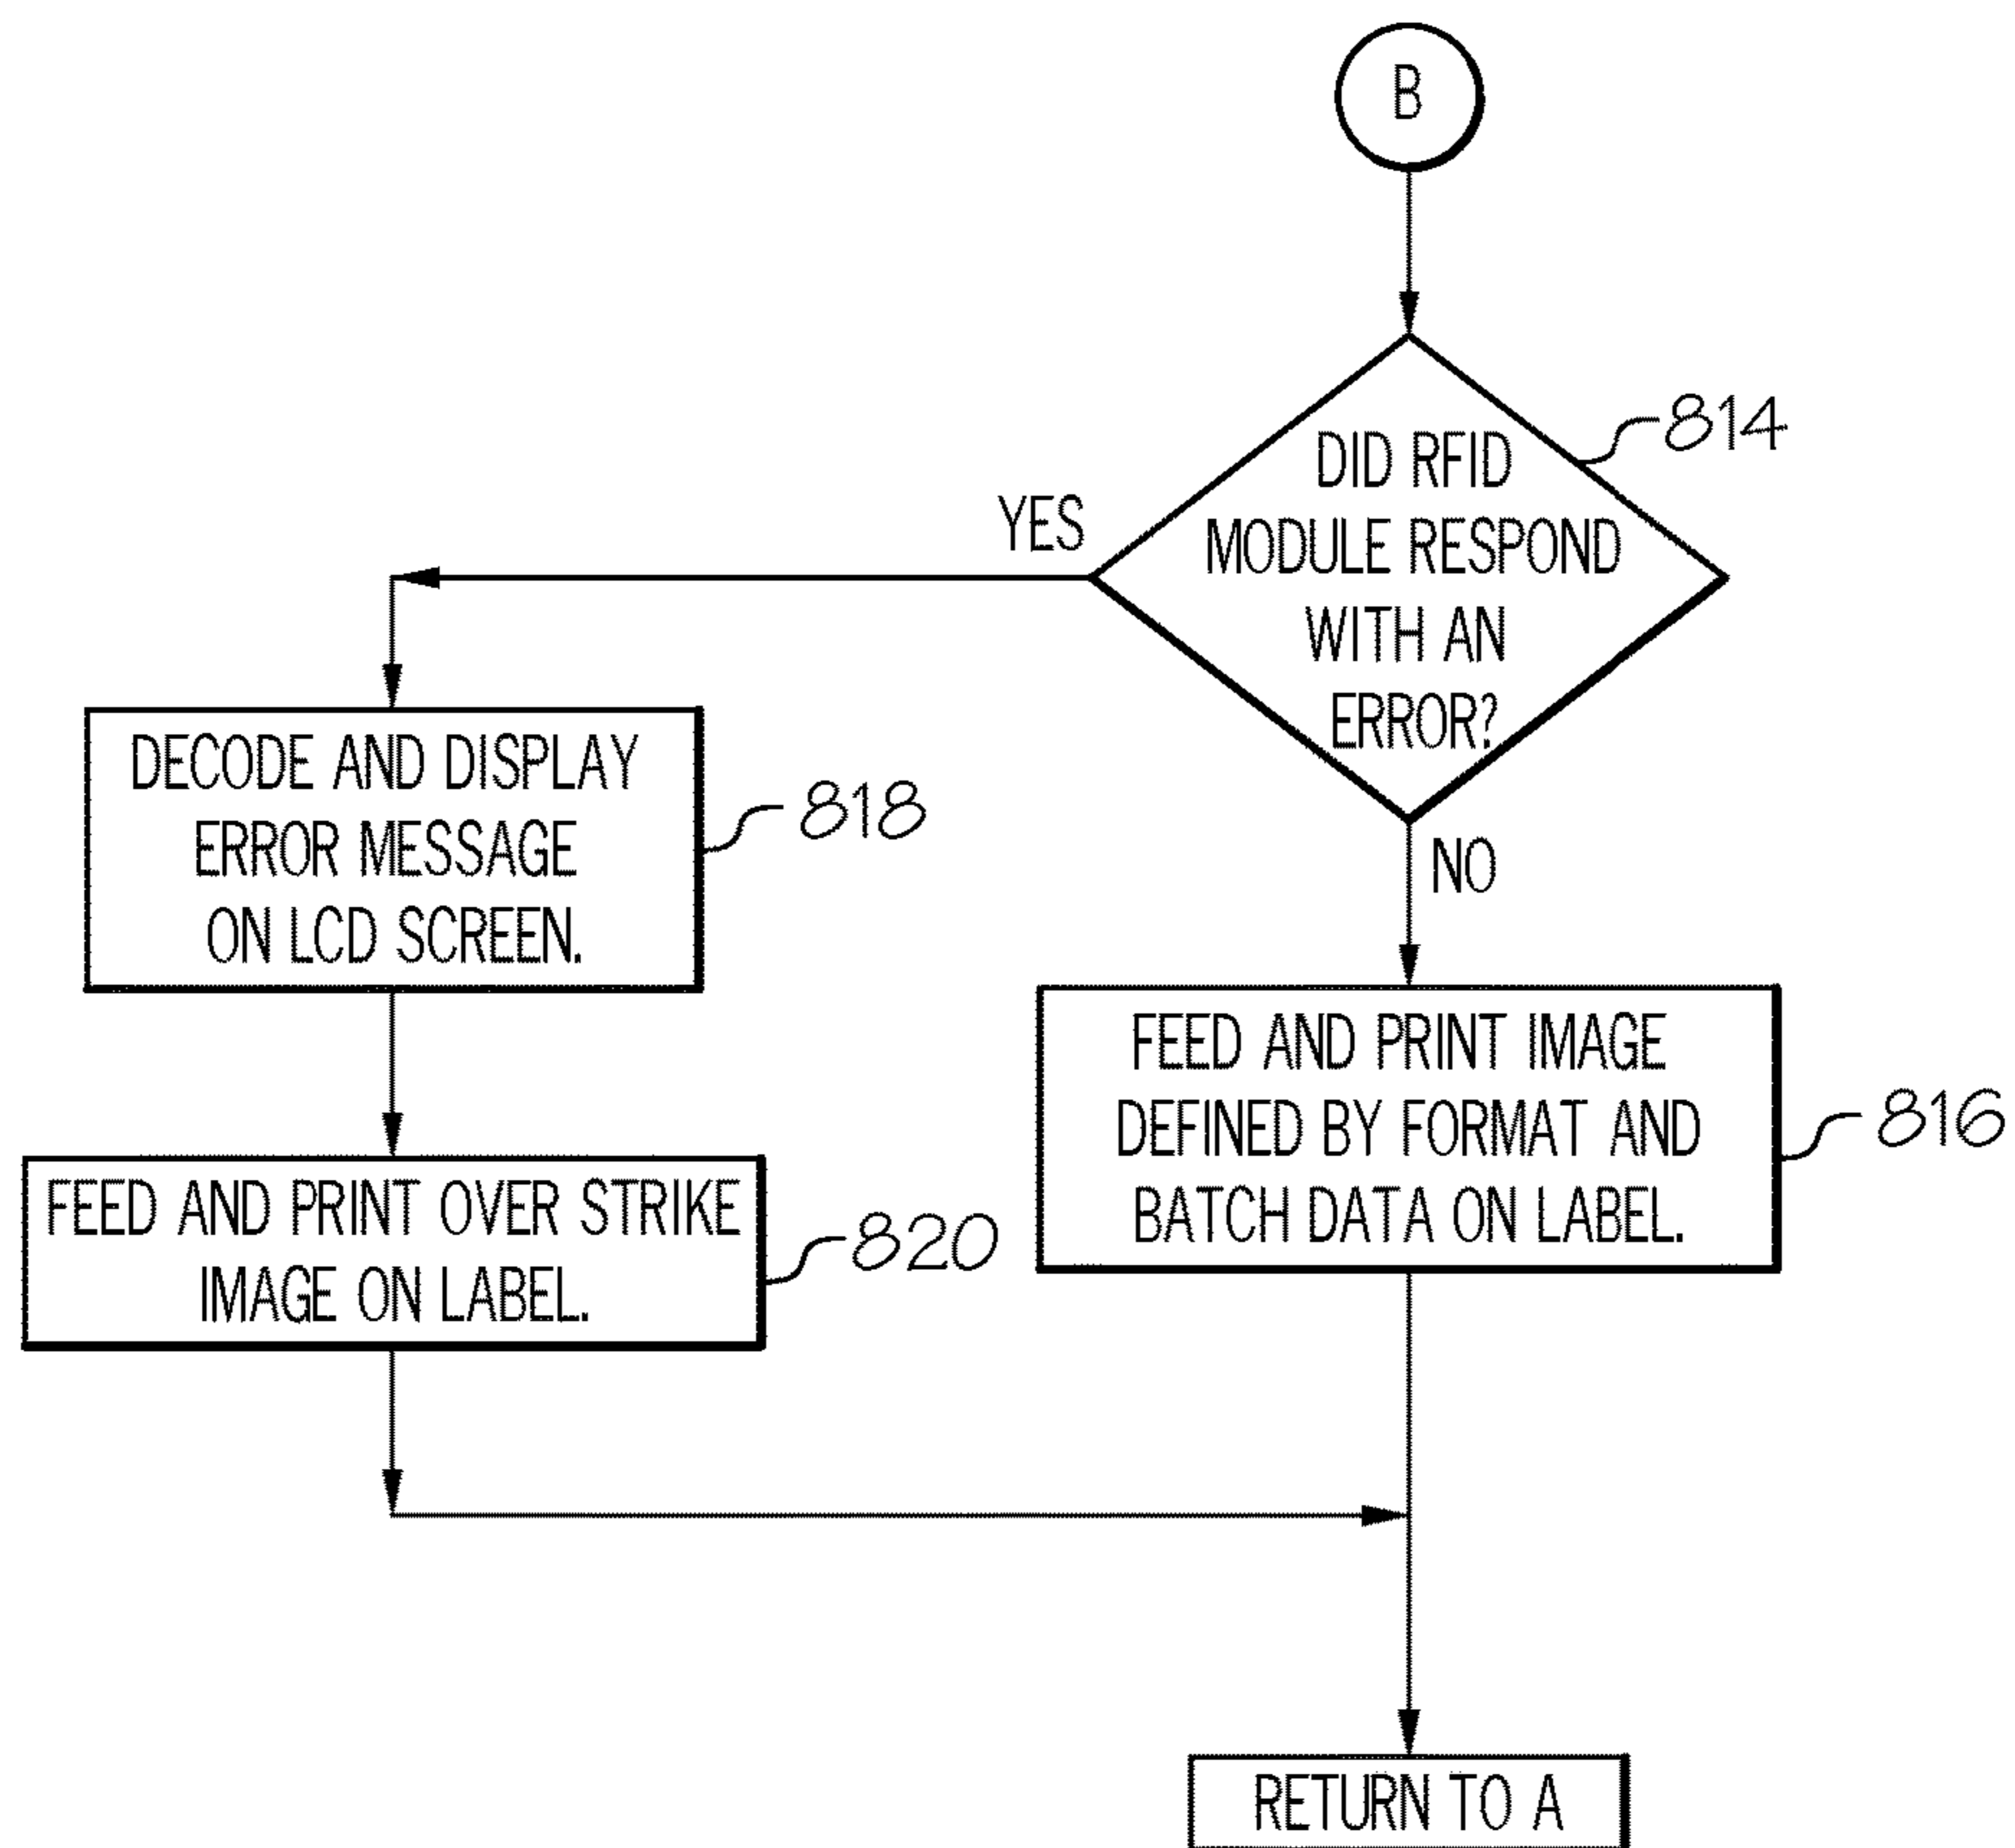 B
DID RFID
MODULE RESPOND
WITH AN
ERROR?
814
YES
NO
DECODE AND DISPLAY
ERROR MESSAGE
ON LCD SCREEN.
818
FEED AND PRINT IMAGE
DEFINED BY FORMAT AND
BATCH DATA ON LABEL.
816
FEED AND PRINT OVER STRIKE
IMAGE ON LABEL.
820
RETURN TO A